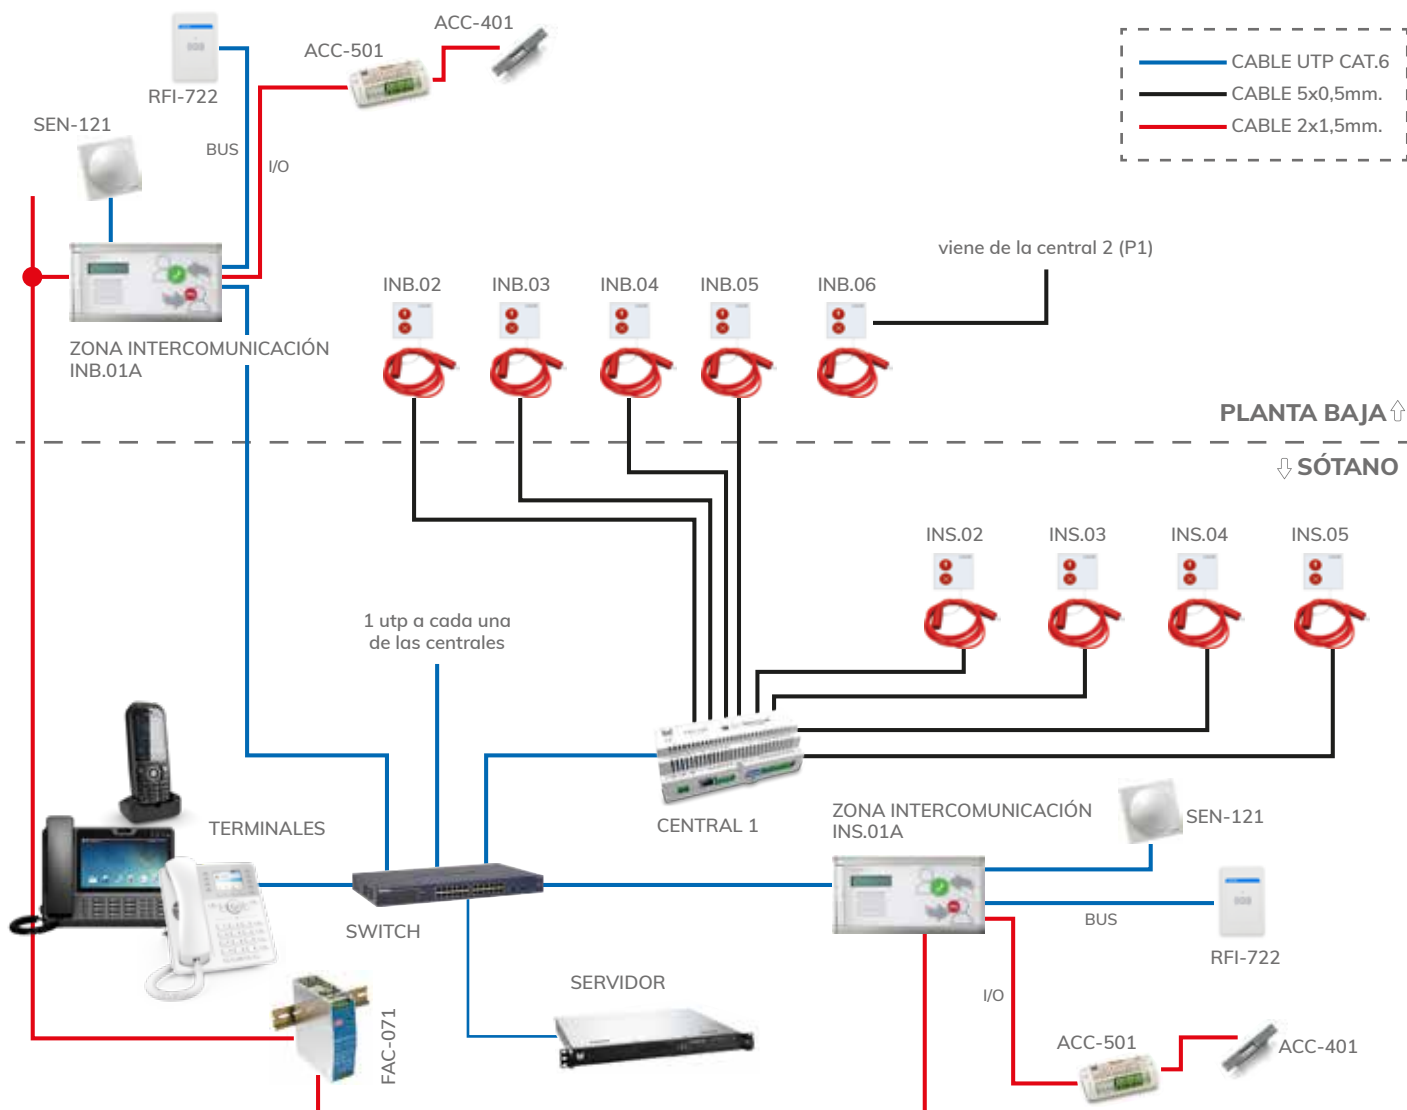 ACC-401
ACC-501
RFI-722
SEN-121
BUS
I/O
CABLE UTP CAT.6
CABLE 5x0,5mm.
CABLE 2x1,5mm.
viene de la central 2 (P1)
INB.02
INB.03
INB.04
INB.05
INB.06
ZONA INTERCOMUNICACIÓN
INB.01A
PLANTA BAJA
SÓTANO
INS.02
INS.03
INS.04
INS.05
1 utp a cada una
de las centrales
TERMINALES
CENTRAL 1
ZONA INTERCOMUNICACIÓN
INS.01A
SEN-121
SWITCH
BUS
RFI-722
SERVIDOR
I/O
FAC-071
ACC-501
ACC-401